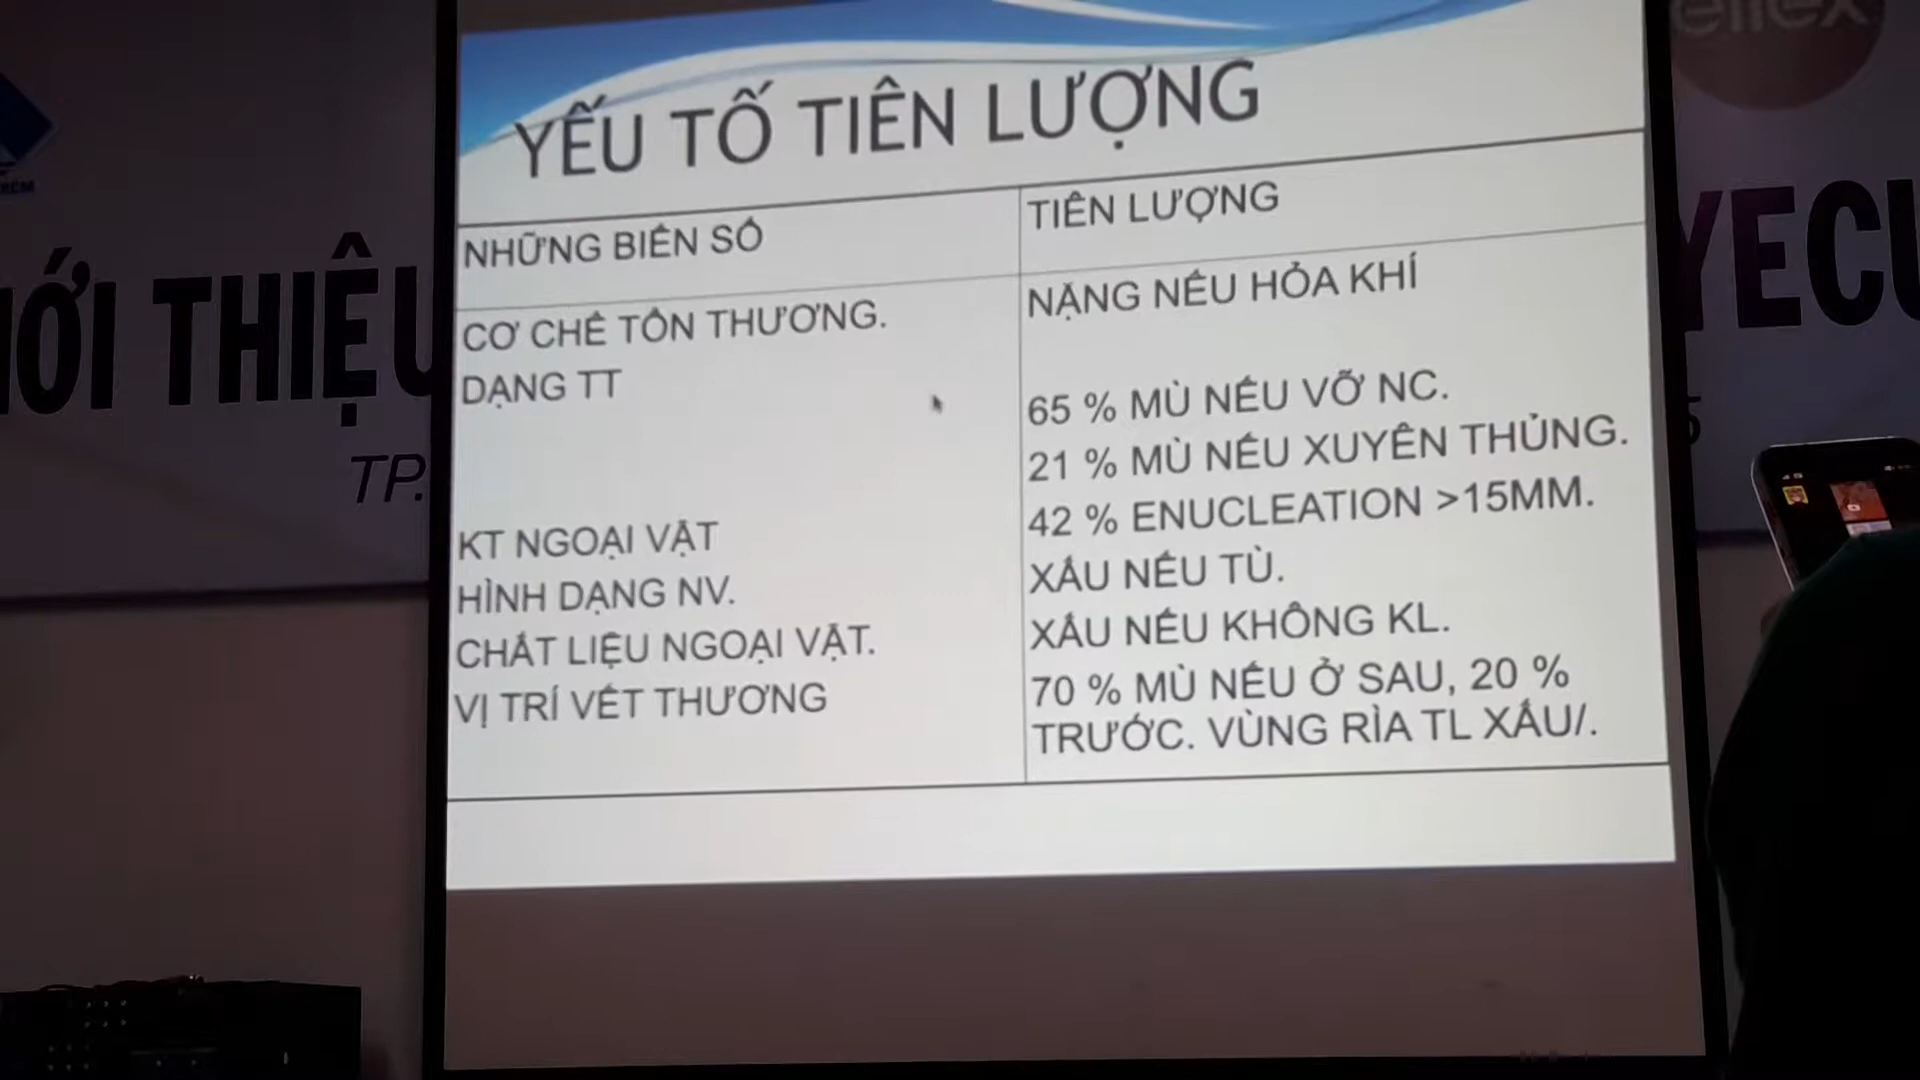 ellex
YẾU TỐ TIÊN LƯỢNG
NHỮNG BIẾN SỐ
TIÊN LƯỢNG
CƠ CHẾ TỔN THƯƠNG.
NẶNG NẾU HỎA KHÍ
DẠNG TT
65 % MÙ NẾU VỠ NC.
21 % MÙ NẾU XUYÊN THỦNG.
KT NGOẠI VẬT
42 % ENUCLEATION >15MM.
HÌNH DẠNG NV.
XẤU NẾU TÙ.
CHẤT LIỆU NGOẠI VẬT.
XẤU NẾU KHÔNG KL.
VỊ TRÍ VẾT THƯƠNG
70 % MÙ NẾU Ở SAU, 20 %
TRƯỚC. VÙNG RÌA TL XẤU/.
ỚI THIỆU
YECU
TP.